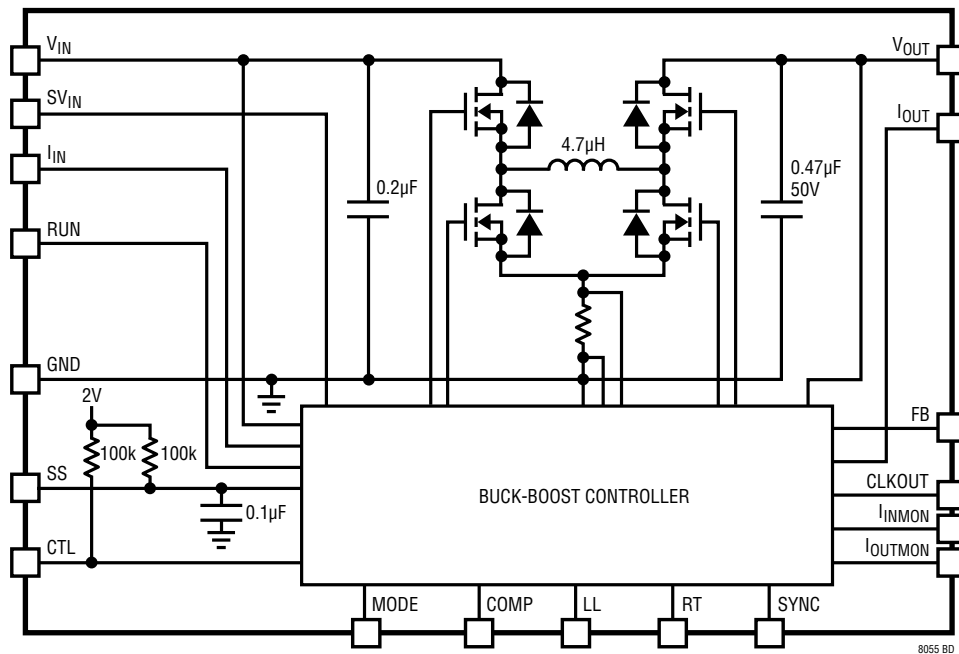 VIN
VOUT
SVIN
IOUT
IIN
4.7µH
0.2µF
0.47µF
50V
RUN
GND
2V
FB
100k
100k
SS
CLKOUT
BUCK-BOOST CONTROLLER
0.1µF
IINMON
CTL
IOUTMON
MODE
COMP
LL
RT
SYNC
8055 BD